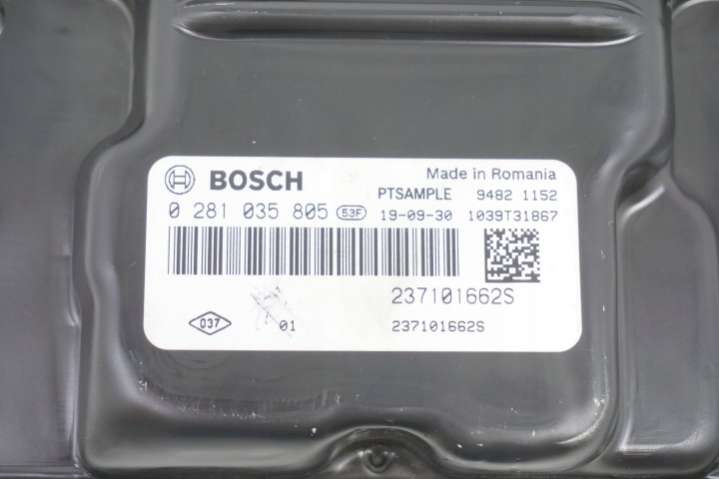 BOSCH
Made in Romania
PTSAMPLE 9482 1152
0 281 035 805 53F 19-09-30 1039T31867
237101662S
037 01 237101662S